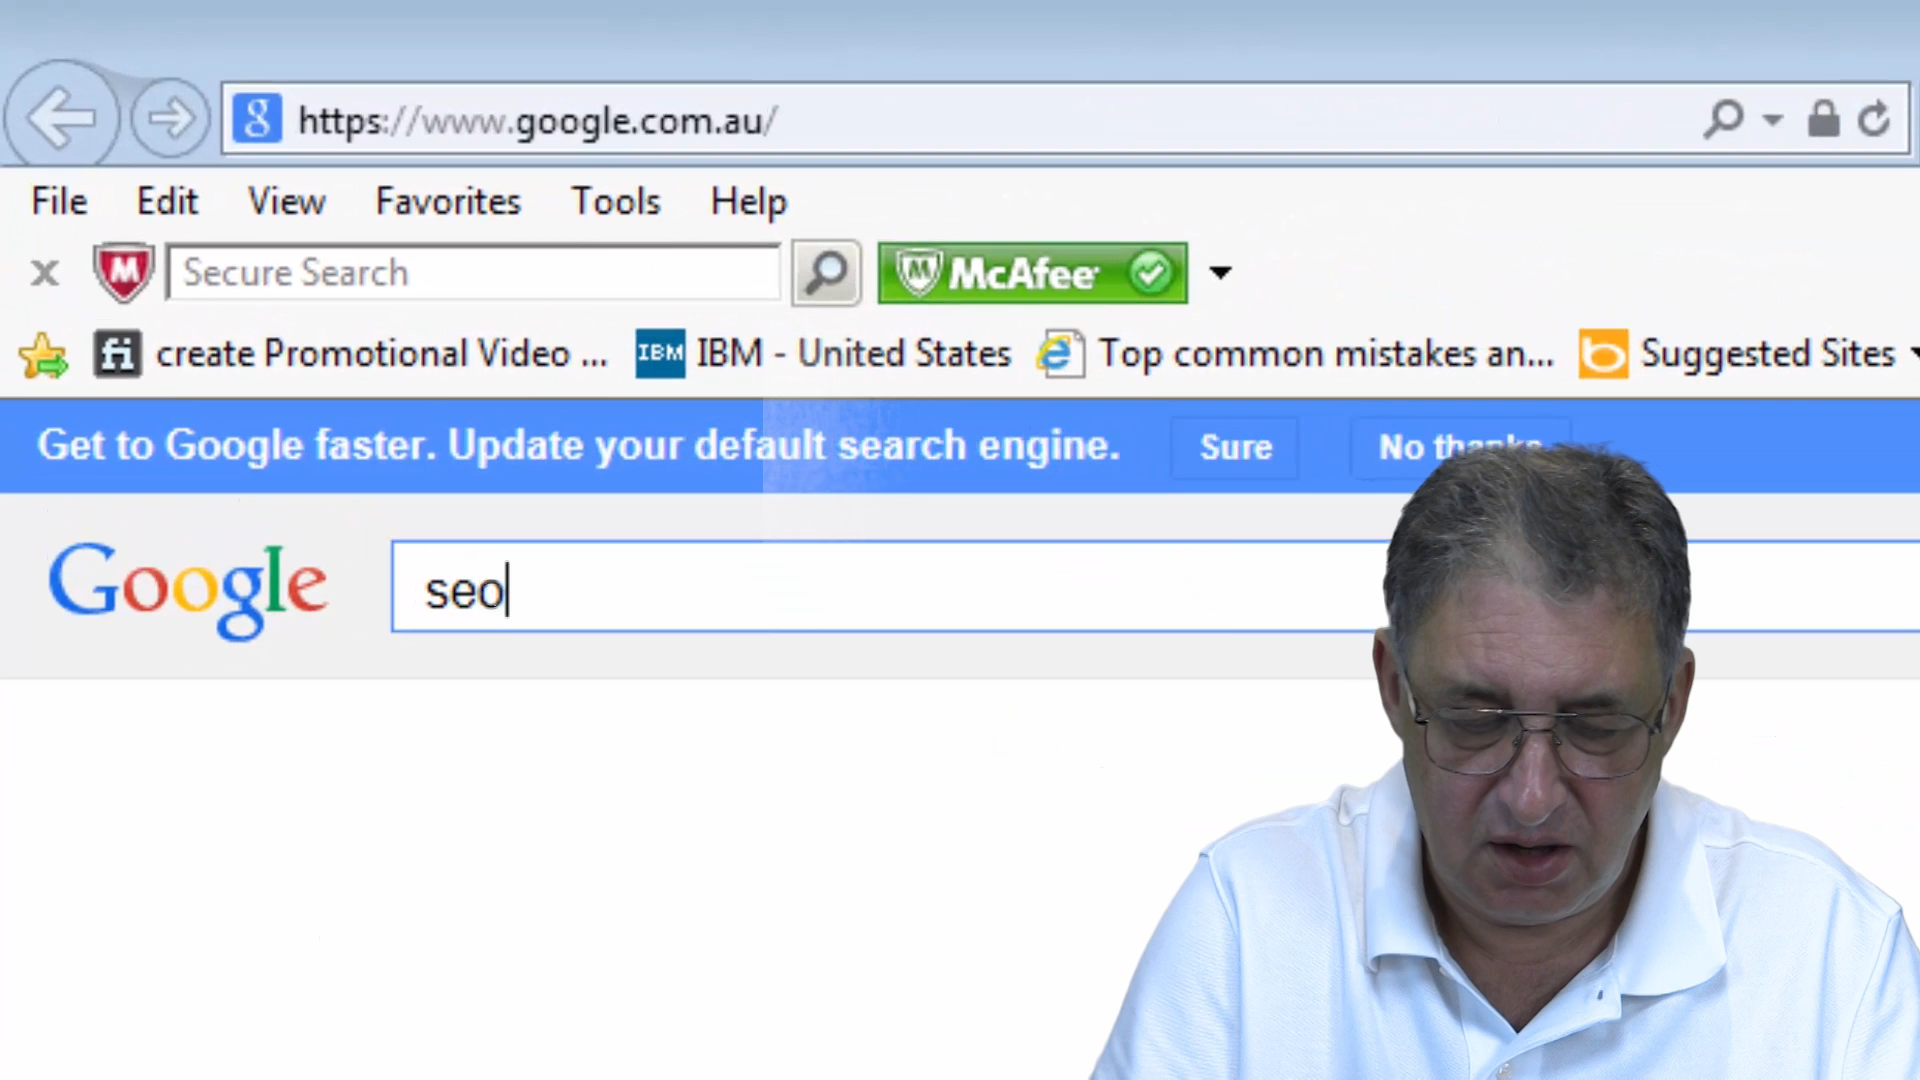 https://www.google.com.au/
File Edit View Favorites Tools Help
x M Secure Search M McAfee
fi create Promotional Video ... IBM IBM - United States Top common mistakes an... b Suggested Sites
Get to Google faster. Update your default search engine. Sure No thanks
Google seo